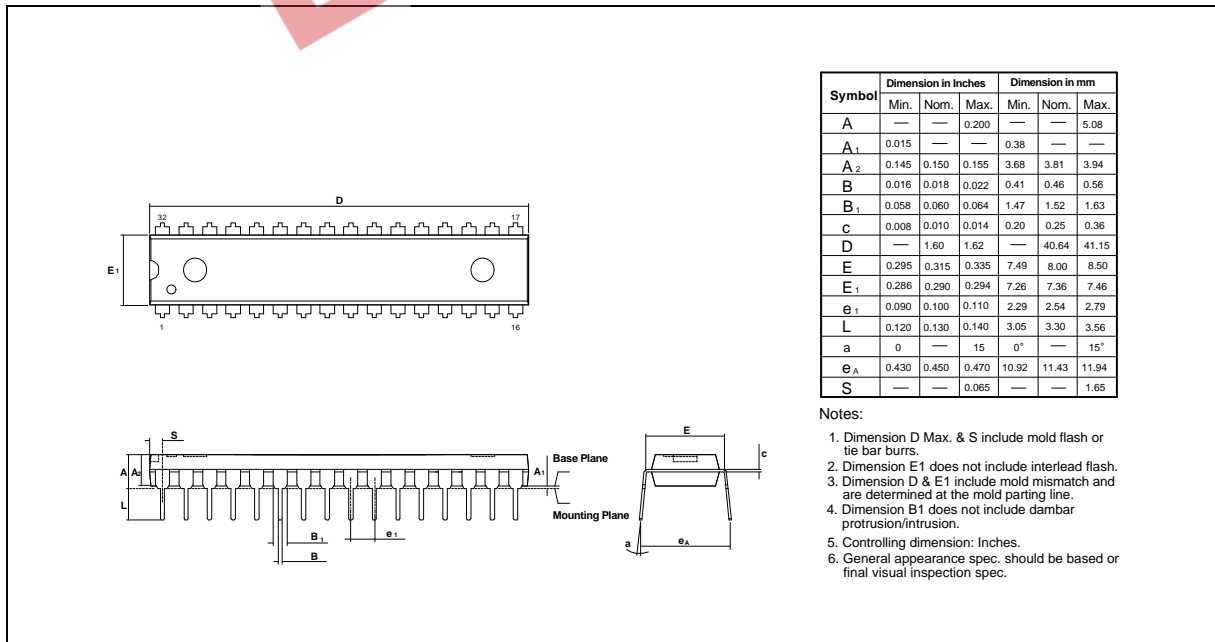 D
32
17
E1
1
16
S
A
A2
A1
L
B1
e1
B
Base Plane
Mounting Plane
E
c
a
eA
Symbol Dimension in Inches Dimension in mm
Min. Nom. Max. Min. Nom. Max.
A — — 0.200 — — 5.08
A1 0.015 — — 0.38 — —
A2 0.145 0.150 0.155 3.68 3.81 3.94
B 0.016 0.018 0.022 0.41 0.46 0.56
B1 0.058 0.060 0.064 1.47 1.52 1.63
c 0.008 0.010 0.014 0.20 0.25 0.36
D — 1.60 1.62 — 40.64 41.15
E 0.295 0.315 0.335 7.49 8.00 8.50
E1 0.286 0.290 0.294 7.26 7.36 7.46
e1 0.090 0.100 0.110 2.29 2.54 2.79
L 0.120 0.130 0.140 3.05 3.30 3.56
a 0 — 15 0° — 15°
eA 0.430 0.450 0.470 10.92 11.43 11.94
S — — 0.065 — — 1.65
Notes:
1. Dimension D Max. & S include mold flash or
tie bar burrs.
2. Dimension E1 does not include interlead flash.
3. Dimension D & E1 include mold mismatch and
are determined at the mold parting line.
4. Dimension B1 does not include dambar
protrusion/intrusion.
5. Controlling dimension: Inches.
6. General appearance spec. should be based or
final visual inspection spec.